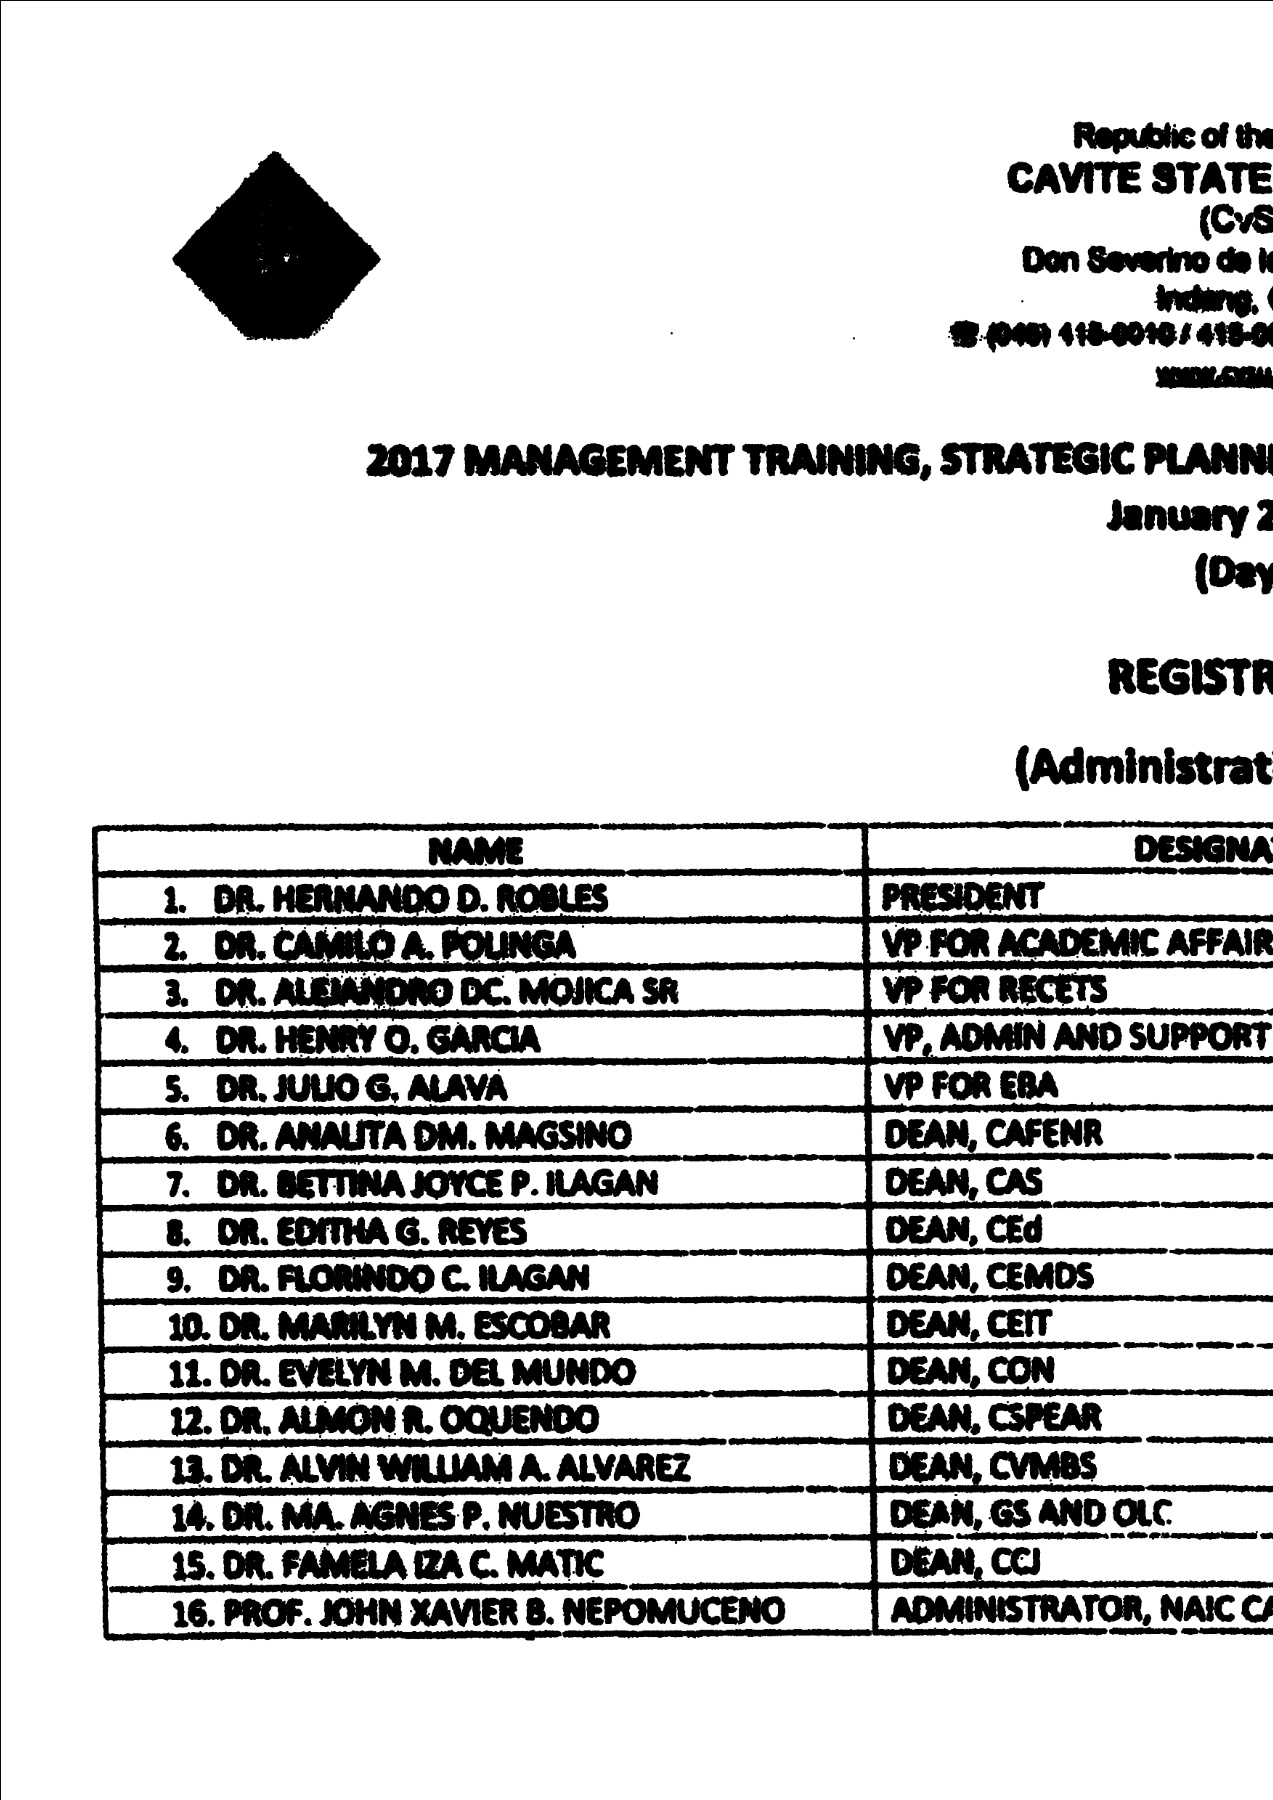 Republic of the
CAVITE STATE
(CvS
Don Severino de l
Indang,
☎ (046) 415-0010 / 415-00
www.cvsu
2017 MANAGEMENT TRAINING, STRATEGIC PLANNI
January 2
(Day
REGISTR
(Administrati
NAME DESIGNAT
1. DR. HERNANDO D. ROBLES PRESIDENT
2. DR. CAMILO A. POLINGA VP FOR ACADEMIC AFFAIR
3. DR. ALEJANDRO DC. MOJICA SR VP FOR RECETS
4. DR. HENRY O. GARCIA VP, ADMIN AND SUPPORT
5. DR. JULIO G. ALAVA VP FOR EBA
6. DR. ANALITA DM. MAGSINO DEAN, CAFENR
7. DR. BETTINA JOYCE P. ILAGAN DEAN, CAS
8. DR. EDITHA G. REYES DEAN, CEd
9. DR. FLORINDO C. ILAGAN DEAN, CEMDS
10. DR. MARILYN M. ESCOBAR DEAN, CEIT
11. DR. EVELYN M. DEL MUNDO DEAN, CON
12. DR. ALMON R. OQUENDO DEAN, CSPEAR
13. DR. ALVIN WILLIAM A. ALVAREZ DEAN, CVMBS
14. DR. MA. AGNES P. NUESTRO DEAN, GS AND OLC
15. DR. FAMELA IZA C. MATIC DEAN, CCJ
16. PROF. JOHN XAVIER B. NEPOMUCENO ADMINISTRATOR, NAIC CA